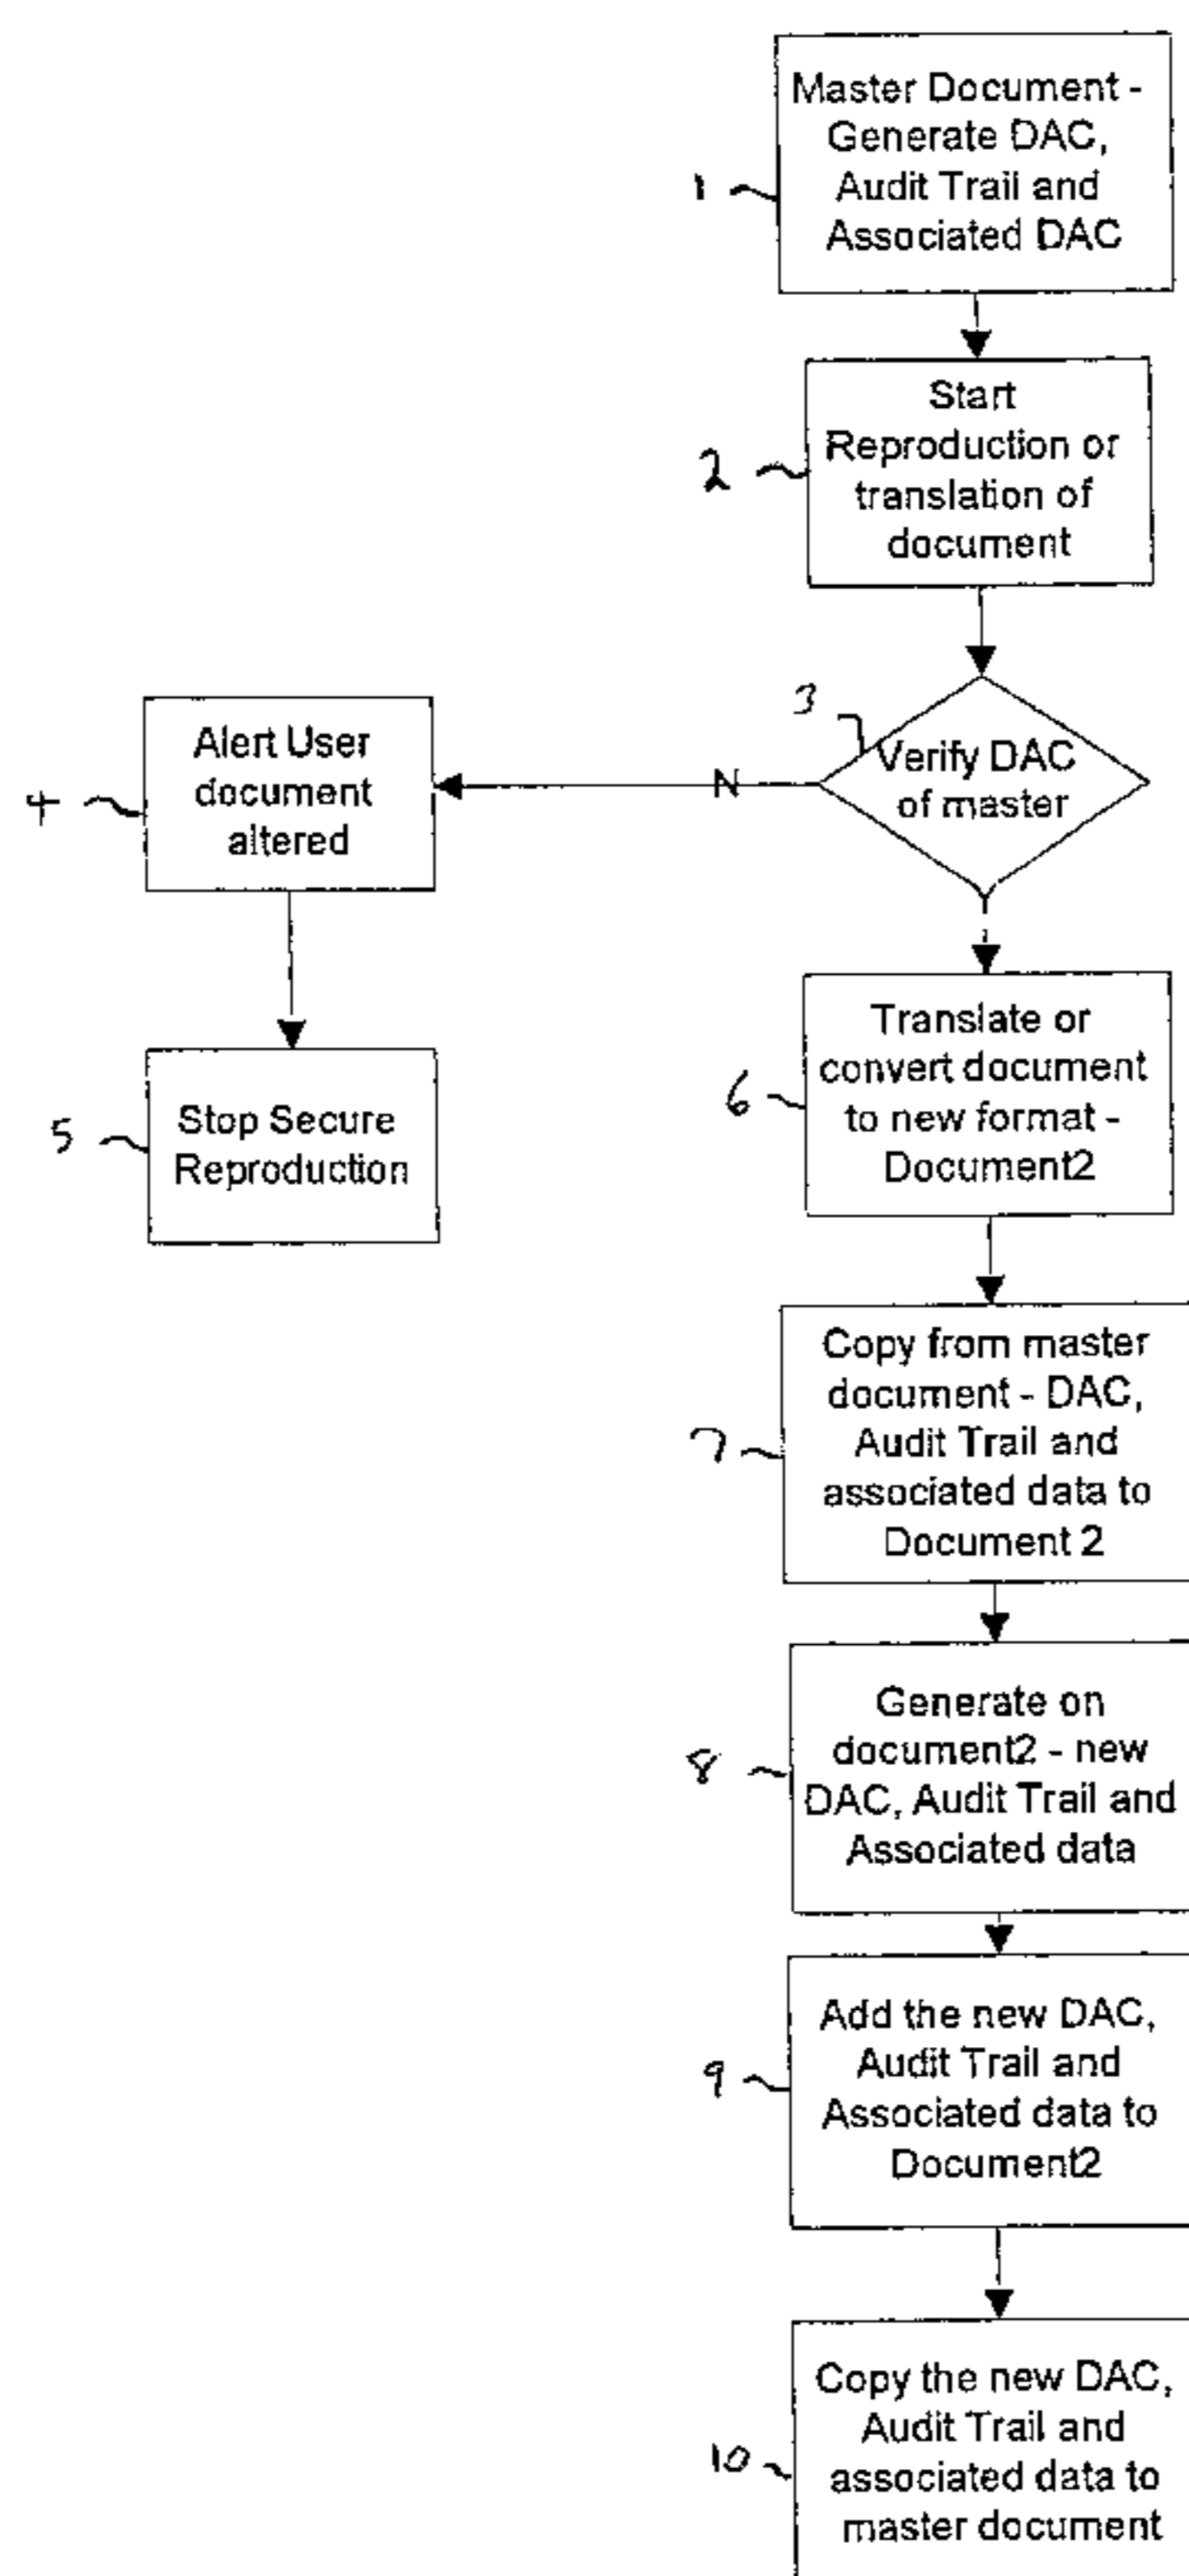 Master Document -
Generate DAC,
Audit Trail and
Associated DAC
1
Start
Reproduction or
translation of
document
2
3
Verify DAC
of master
N
Y
Alert User
document
altered
4
Stop Secure
Reproduction
5
Translate or
convert document
to new format -
Document2
6
Copy from master
document - DAC,
Audit Trail and
associated data to
Document 2
7
Generate on
document2 - new
DAC, Audit Trail and
Associated data
8
Add the new DAC,
Audit Trail and
Associated data to
Document2
9
Copy the new DAC,
Audit Trail and
associated data to
master document
10